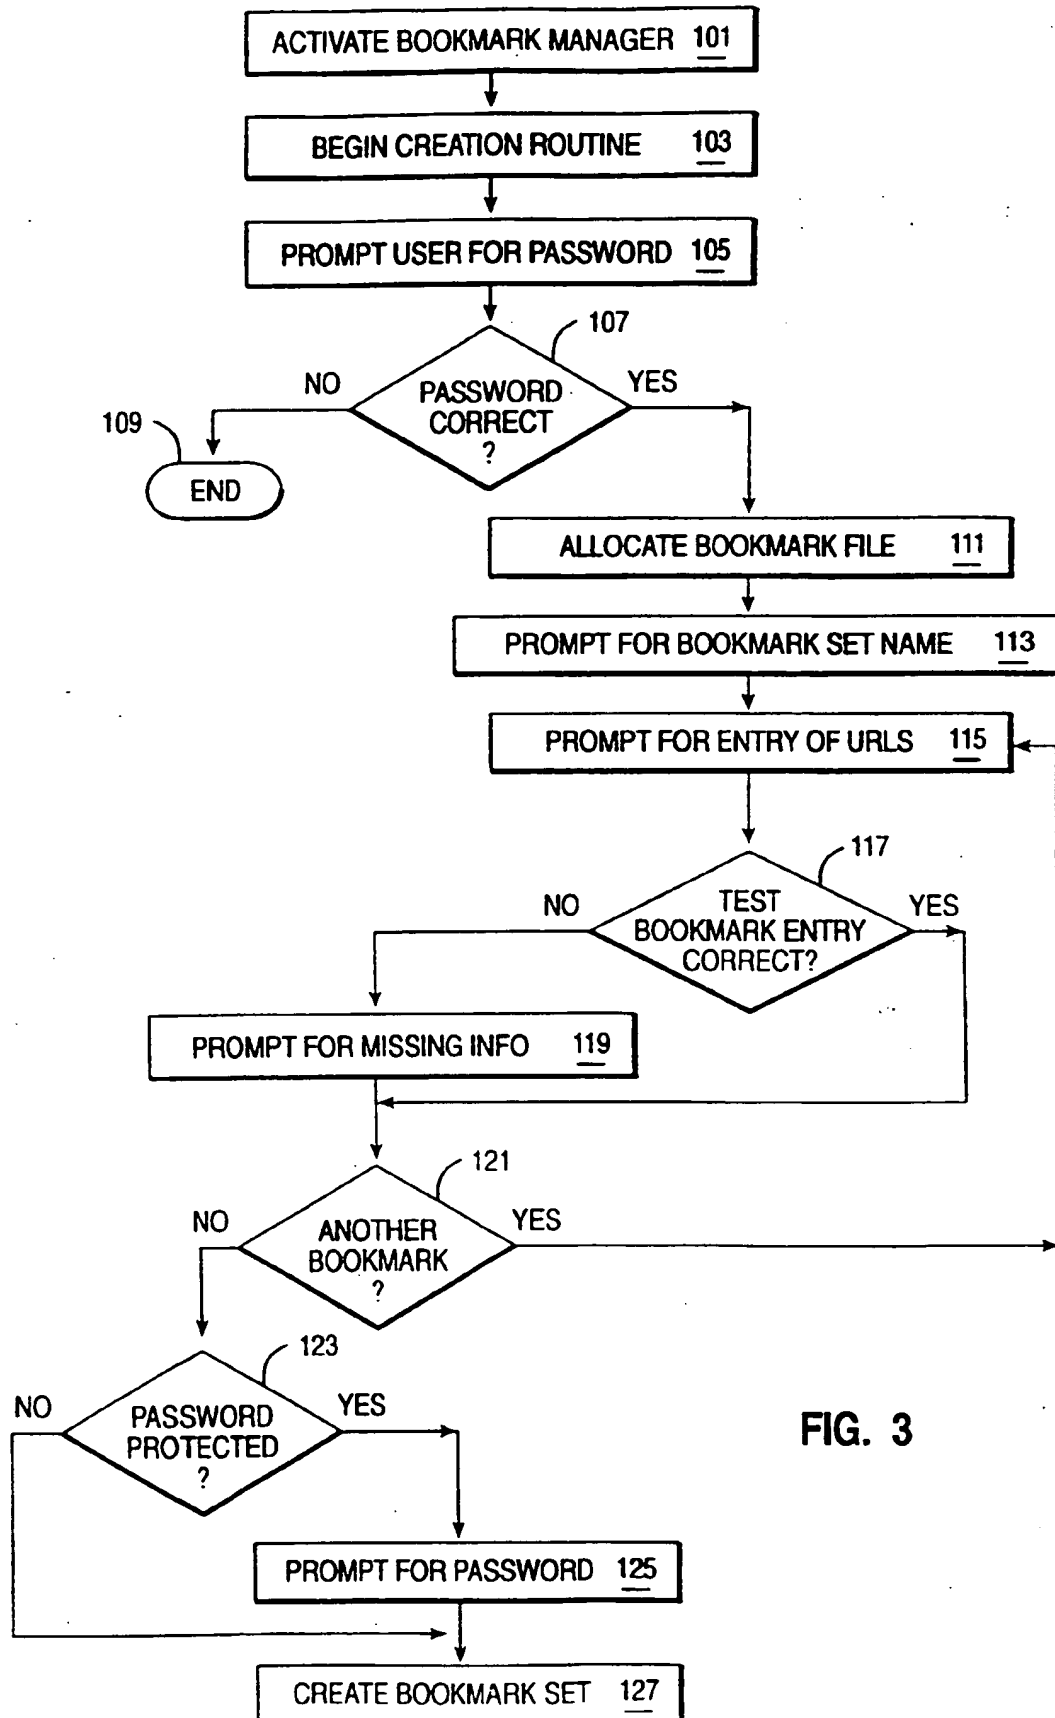 ACTIVATE BOOKMARK MANAGER 101
BEGIN CREATION ROUTINE 103
PROMPT USER FOR PASSWORD 105
107
NO
PASSWORD
CORRECT
?
YES
109
END
ALLOCATE BOOKMARK FILE 111
PROMPT FOR BOOKMARK SET NAME 113
PROMPT FOR ENTRY OF URLS 115
117
NO
TEST
BOOKMARK ENTRY
CORRECT?
YES
PROMPT FOR MISSING INFO 119
121
NO
ANOTHER
BOOKMARK
?
YES
123
NO
PASSWORD
PROTECTED
?
YES
FIG. 3
PROMPT FOR PASSWORD 125
CREATE BOOKMARK SET 127